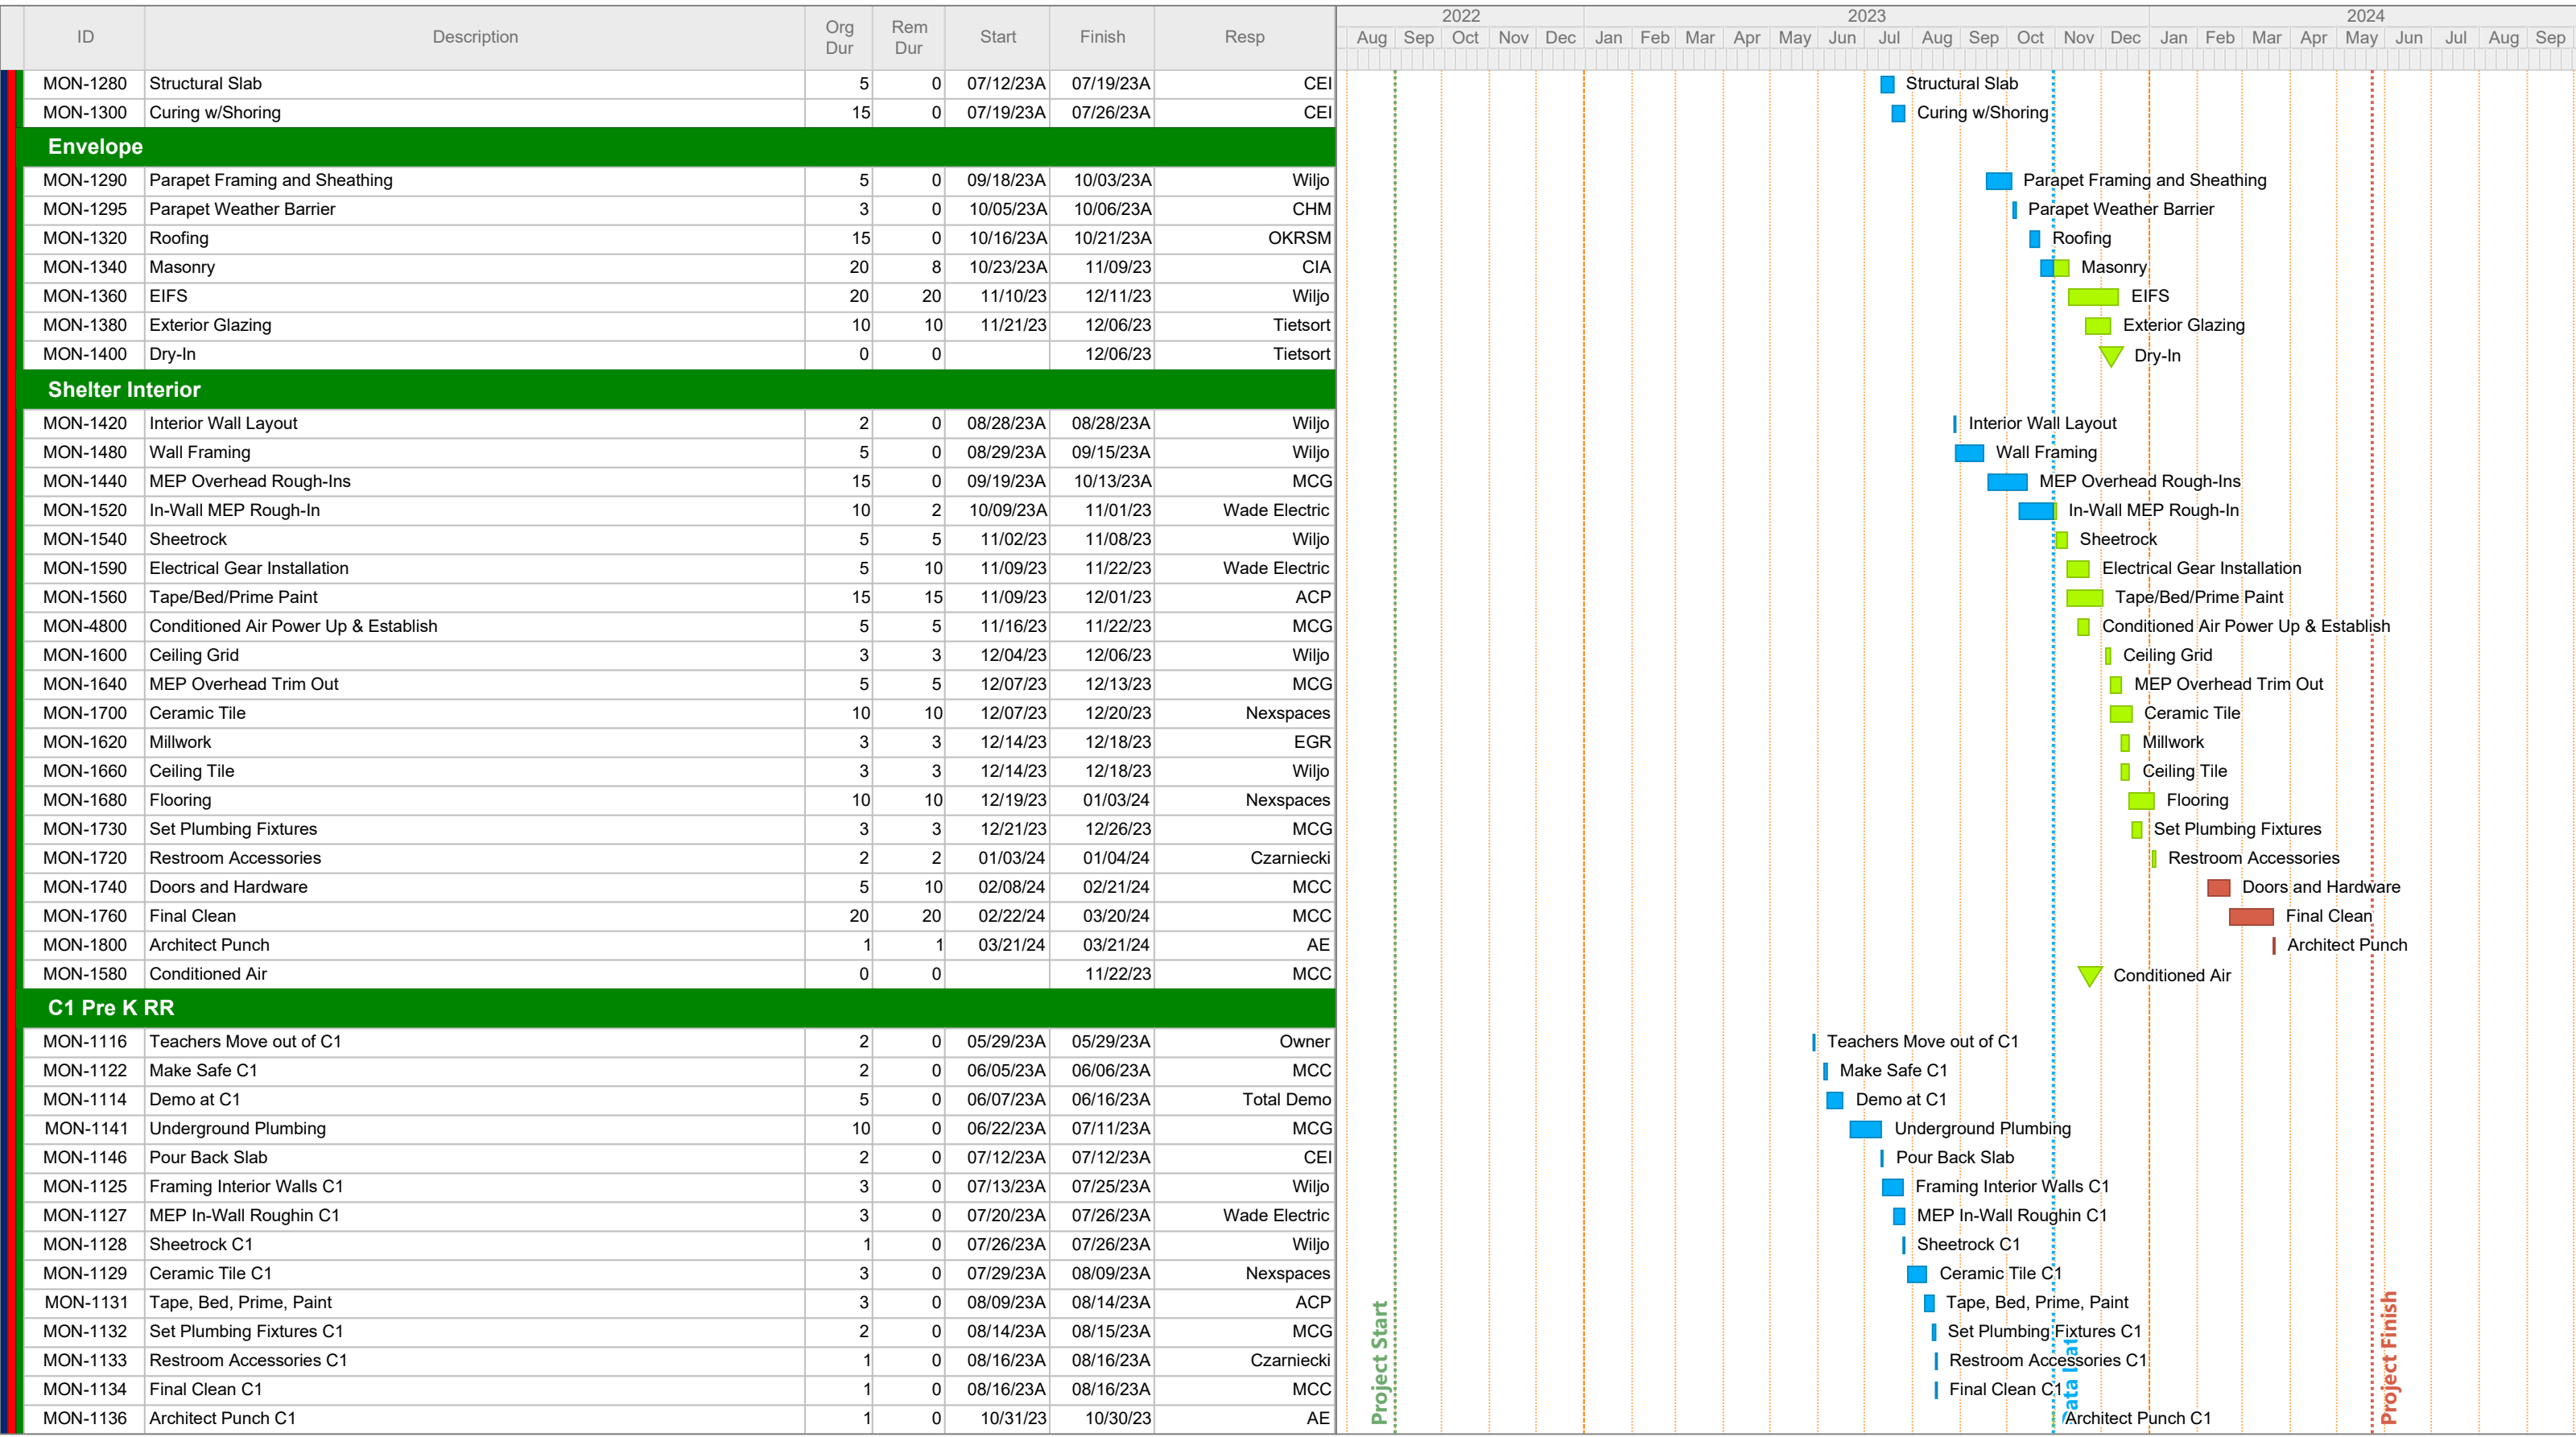 ID Description Org Dur Rem Dur Start Finish Resp 2022 2023 2024
Aug Sep Oct Nov Dec Jan Feb Mar Apr May Jun Jul Aug Sep Oct Nov Dec Jan Feb Mar Apr May Jun Jul Aug Sep
MON-1280 Structural Slab 5 0 07/12/23A 07/19/23A CEI Structural Slab
MON-1300 Curing w/Shoring 15 0 07/19/23A 07/26/23A CEI Curing w/Shoring
Envelope
MON-1290 Parapet Framing and Sheathing 5 0 09/18/23A 10/03/23A Wiljo Parapet Framing and Sheathing
MON-1295 Parapet Weather Barrier 3 0 10/05/23A 10/06/23A CHM Parapet Weather Barrier
MON-1320 Roofing 15 0 10/16/23A 10/21/23A OKRSM Roofing
MON-1340 Masonry 20 8 10/23/23A 11/09/23 CIA Masonry
MON-1360 EIFS 20 20 11/10/23 12/11/23 Wiljo EIFS
MON-1380 Exterior Glazing 10 10 11/21/23 12/06/23 Tietsort Exterior Glazing
MON-1400 Dry-In 0 0 12/06/23 Tietsort Dry-In
Shelter Interior
MON-1420 Interior Wall Layout 2 0 08/28/23A 08/28/23A Wiljo Interior Wall Layout
MON-1480 Wall Framing 5 0 08/29/23A 09/15/23A Wiljo Wall Framing
MON-1440 MEP Overhead Rough-Ins 15 0 09/19/23A 10/13/23A MCG MEP Overhead Rough-Ins
MON-1520 In-Wall MEP Rough-In 10 2 10/09/23A 11/01/23 Wade Electric In-Wall MEP Rough-In
MON-1540 Sheetrock 5 5 11/02/23 11/08/23 Wiljo Sheetrock
MON-1590 Electrical Gear Installation 5 10 11/09/23 11/22/23 Wade Electric Electrical Gear Installation
MON-1560 Tape/Bed/Prime Paint 15 15 11/09/23 12/01/23 ACP Tape/Bed/Prime Paint
MON-4800 Conditioned Air Power Up & Establish 5 5 11/16/23 11/22/23 MCG Conditioned Air Power Up & Establish
MON-1600 Ceiling Grid 3 3 12/04/23 12/06/23 Wiljo Ceiling Grid
MON-1640 MEP Overhead Trim Out 5 5 12/07/23 12/13/23 MCG MEP Overhead Trim Out
MON-1700 Ceramic Tile 10 10 12/07/23 12/20/23 Nexspaces Ceramic Tile
MON-1620 Millwork 3 3 12/14/23 12/18/23 EGR Millwork
MON-1660 Ceiling Tile 3 3 12/14/23 12/18/23 Wiljo Ceiling Tile
MON-1680 Flooring 10 10 12/19/23 01/03/24 Nexspaces Flooring
MON-1730 Set Plumbing Fixtures 3 3 12/21/23 12/26/23 MCG Set Plumbing Fixtures
MON-1720 Restroom Accessories 2 2 01/03/24 01/04/24 Czarniecki Restroom Accessories
MON-1740 Doors and Hardware 5 10 02/08/24 02/21/24 MCC Doors and Hardware
MON-1760 Final Clean 20 20 02/22/24 03/20/24 MCC Final Clean
MON-1800 Architect Punch 1 1 03/21/24 03/21/24 AE Architect Punch
MON-1580 Conditioned Air 0 0 11/22/23 MCC Conditioned Air
C1 Pre K RR
MON-1116 Teachers Move out of C1 2 0 05/29/23A 05/29/23A Owner Teachers Move out of C1
MON-1122 Make Safe C1 2 0 06/05/23A 06/06/23A MCC Make Safe C1
MON-1114 Demo at C1 5 0 06/07/23A 06/16/23A Total Demo Demo at C1
MON-1141 Underground Plumbing 10 0 06/22/23A 07/11/23A MCG Underground Plumbing
MON-1146 Pour Back Slab 2 0 07/12/23A 07/12/23A CEI Pour Back Slab
MON-1125 Framing Interior Walls C1 3 0 07/13/23A 07/25/23A Wiljo Framing Interior Walls C1
MON-1127 MEP In-Wall Roughin C1 3 0 07/20/23A 07/26/23A Wade Electric MEP In-Wall Roughin C1
MON-1128 Sheetrock C1 1 0 07/26/23A 07/26/23A Wiljo Sheetrock C1
MON-1129 Ceramic Tile C1 3 0 07/29/23A 08/09/23A Nexspaces Ceramic Tile C1
MON-1131 Tape, Bed, Prime, Paint 3 0 08/09/23A 08/14/23A ACP Tape, Bed, Prime, Paint
MON-1132 Set Plumbing Fixtures C1 2 0 08/14/23A 08/15/23A MCG Set Plumbing Fixtures C1
MON-1133 Restroom Accessories C1 1 0 08/16/23A 08/16/23A Czarniecki Restroom Accessories C1
MON-1134 Final Clean C1 1 0 08/16/23A 08/16/23A MCC Final Clean C1
MON-1136 Architect Punch C1 1 0 10/31/23 10/30/23 AE Architect Punch C1
Project Start
Project Finish